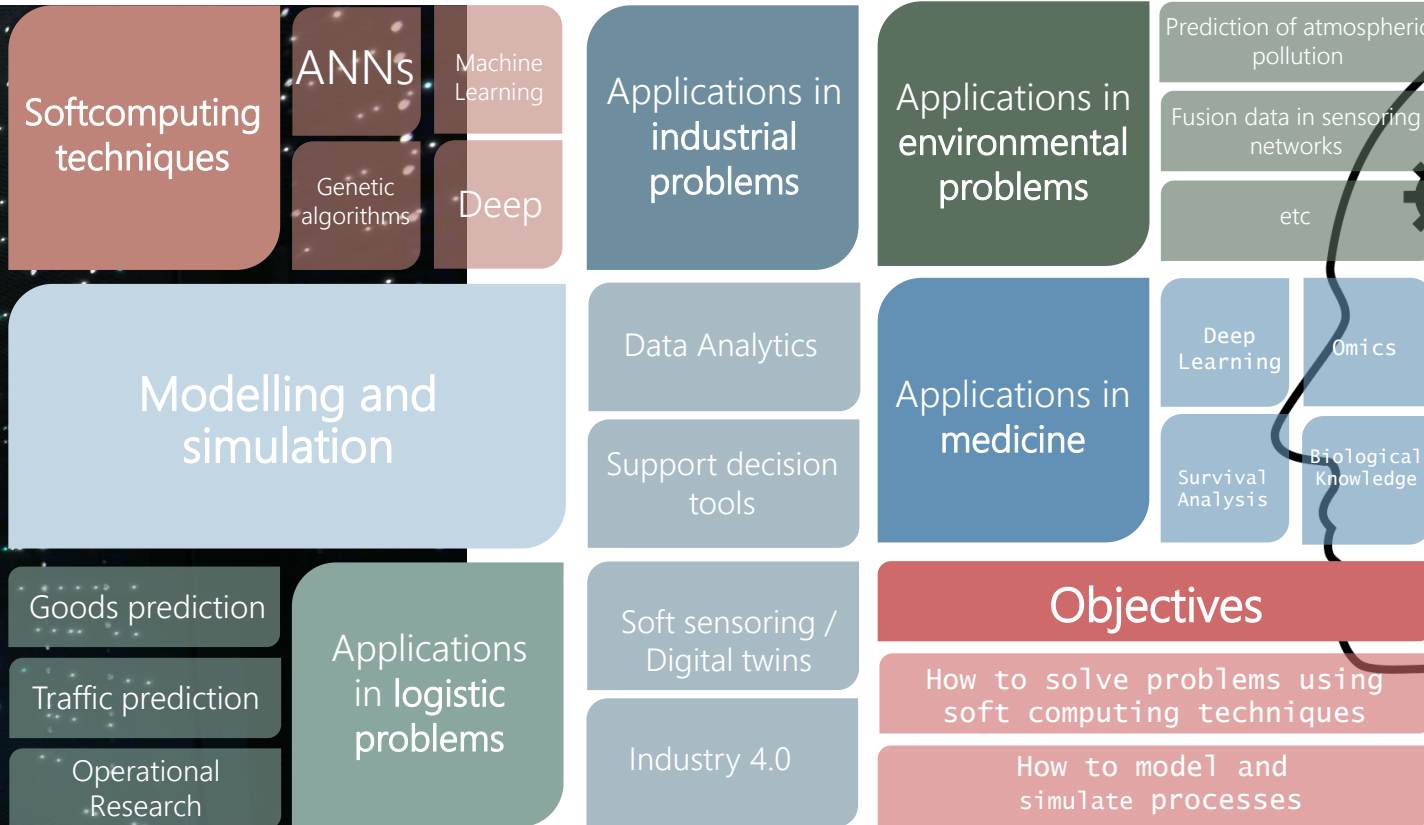 Softcomputing
techniques
ANNs
Machine
Learning
Genetic
algorithms
Deep
Modelling and
simulation
Goods prediction
Traffic prediction
Operational
Research
Applications
in logistic
problems
Applications in
industrial
problems
Data Analytics
Support decision
tools
Soft sensoring /
Digital twins
Industry 4.0
Applications in
environmental
problems
Prediction of atmospheric
pollution
Fusion data in sensoring
networks
etc
Applications in
medicine
Deep
Learning
Omics
Survival
Analysis
Biological
Knowledge
Objectives
How to solve problems using
soft computing techniques
How to model and
simulate processes